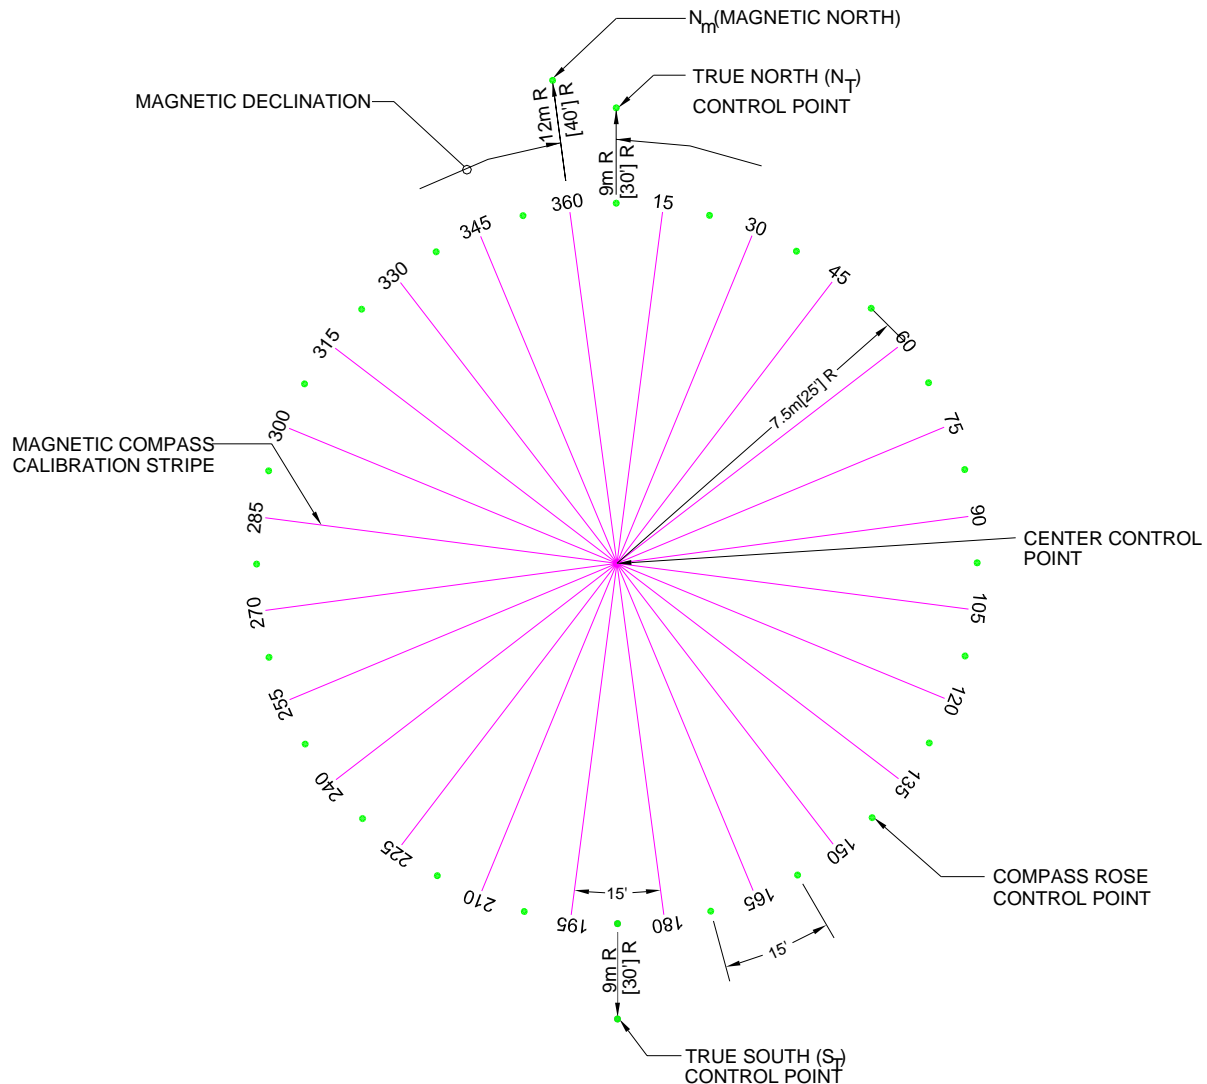 Nm(MAGNETIC NORTH)
TRUE NORTH (NT)
CONTROL POINT
MAGNETIC DECLINATION
12m R
[40'] R
9m R
[30'] R
360
15
30
45
60
75
90
105
120
135
150
165
180
195
210
225
240
255
270
285
300
315
330
345
7.5m[25'] R
MAGNETIC COMPASS
CALIBRATION STRIPE
CENTER CONTROL
POINT
COMPASS ROSE
CONTROL POINT
15'
15'
9m R
[30'] R
TRUE SOUTH (ST)
CONTROL POINT